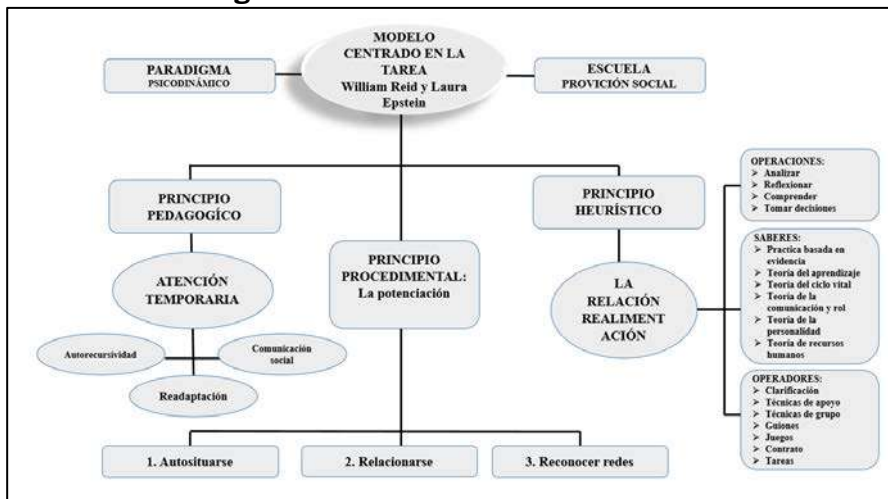 MODELO
CENTRADO EN LA
TAREA
William Reid y Laura
Epstein
PARADIGMA
PSICODINÁMICO
ESCUELA
PROVICIÓN SOCIAL
PRINCIPIO
PEDAGOGÍCO
ATENCIÓN
TEMPORARIA
Autorecursividad
Comunicación
social
Readaptación
PRINCIPIO
PROCEDIMENTAL:
La potenciación
1. Autosituarse
2. Relacionarse
3. Reconocer redes
PRINCIPIO
HEURÍSTICO
LA
RELACIÓN
REALIMENT
ACIÓN
OPERACIONES:
➢ Analizar
➢ Reflexionar
➢ Comprender
➢ Tomar decisiones
SABERES:
➢ Practica basada en
evidencia
➢ Teoría del aprendizaje
➢ Teoría del ciclo vital
➢ Teoría de la
comunicación y rol
➢ Teoría de la
personalidad
➢ Teoría de recursos
humanos
OPERADORES:
➢ Clarificación
➢ Técnicas de apoyo
➢ Técnicas de grupo
➢ Guiones
➢ Juegos
➢ Contrato
➢ Tareas